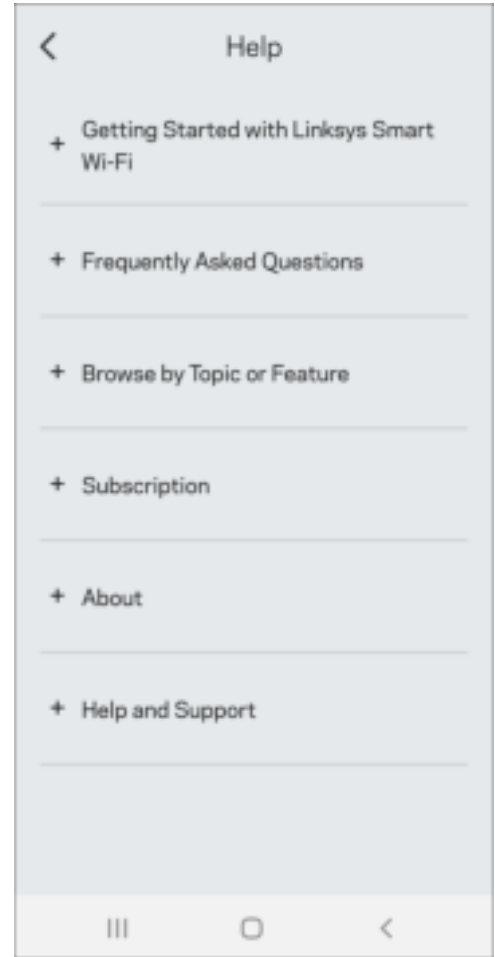 Help
+ Getting Started with Linksys Smart
Wi-Fi
+ Frequently Asked Questions
+ Browse by Topic or Feature
+ Subscription
+ About
+ Help and Support